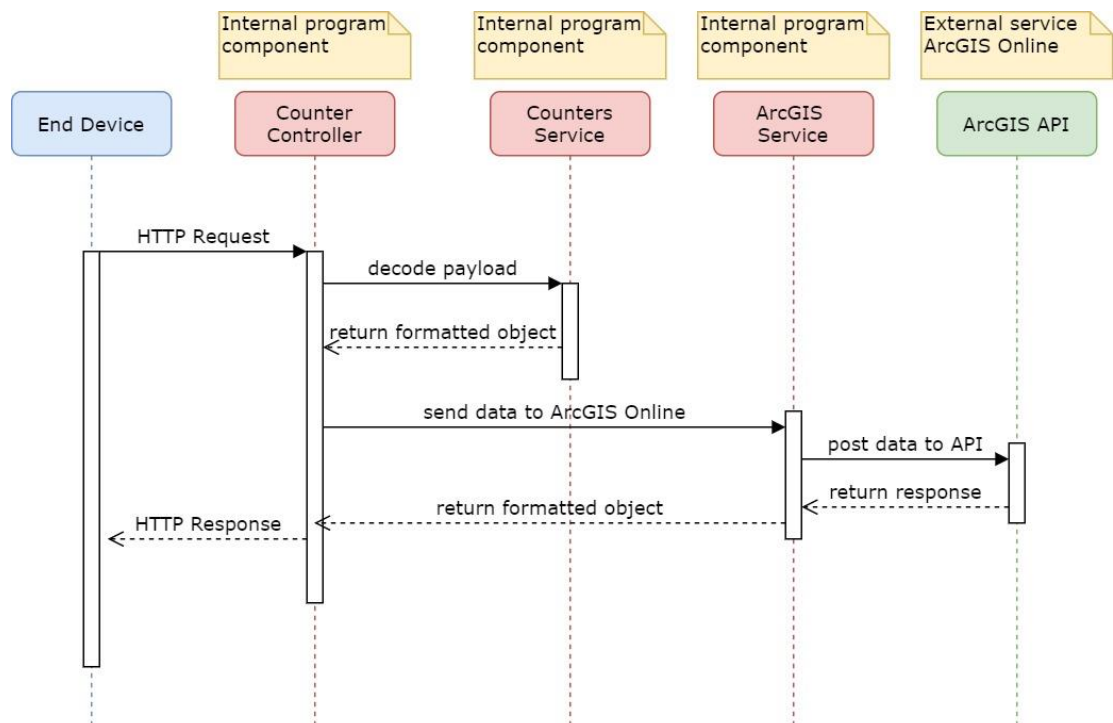 Internal program
component
Internal program
component
Internal program
component
External service
ArcGIS Online
End Device
Counter
Controller
Counters
Service
ArcGIS
Service
ArcGIS API
HTTP Request
decode payload
return formatted object
send data to ArcGIS Online
post data to API
return response
return formatted object
HTTP Response